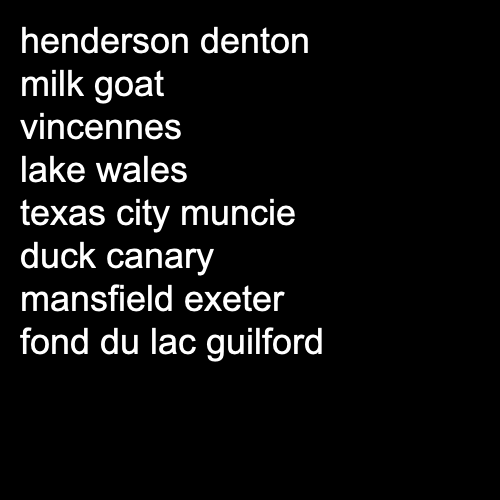 henderson denton
milk goat
vincennes
lake wales
texas city muncie
duck canary
mansfield exeter
fond du lac guilford